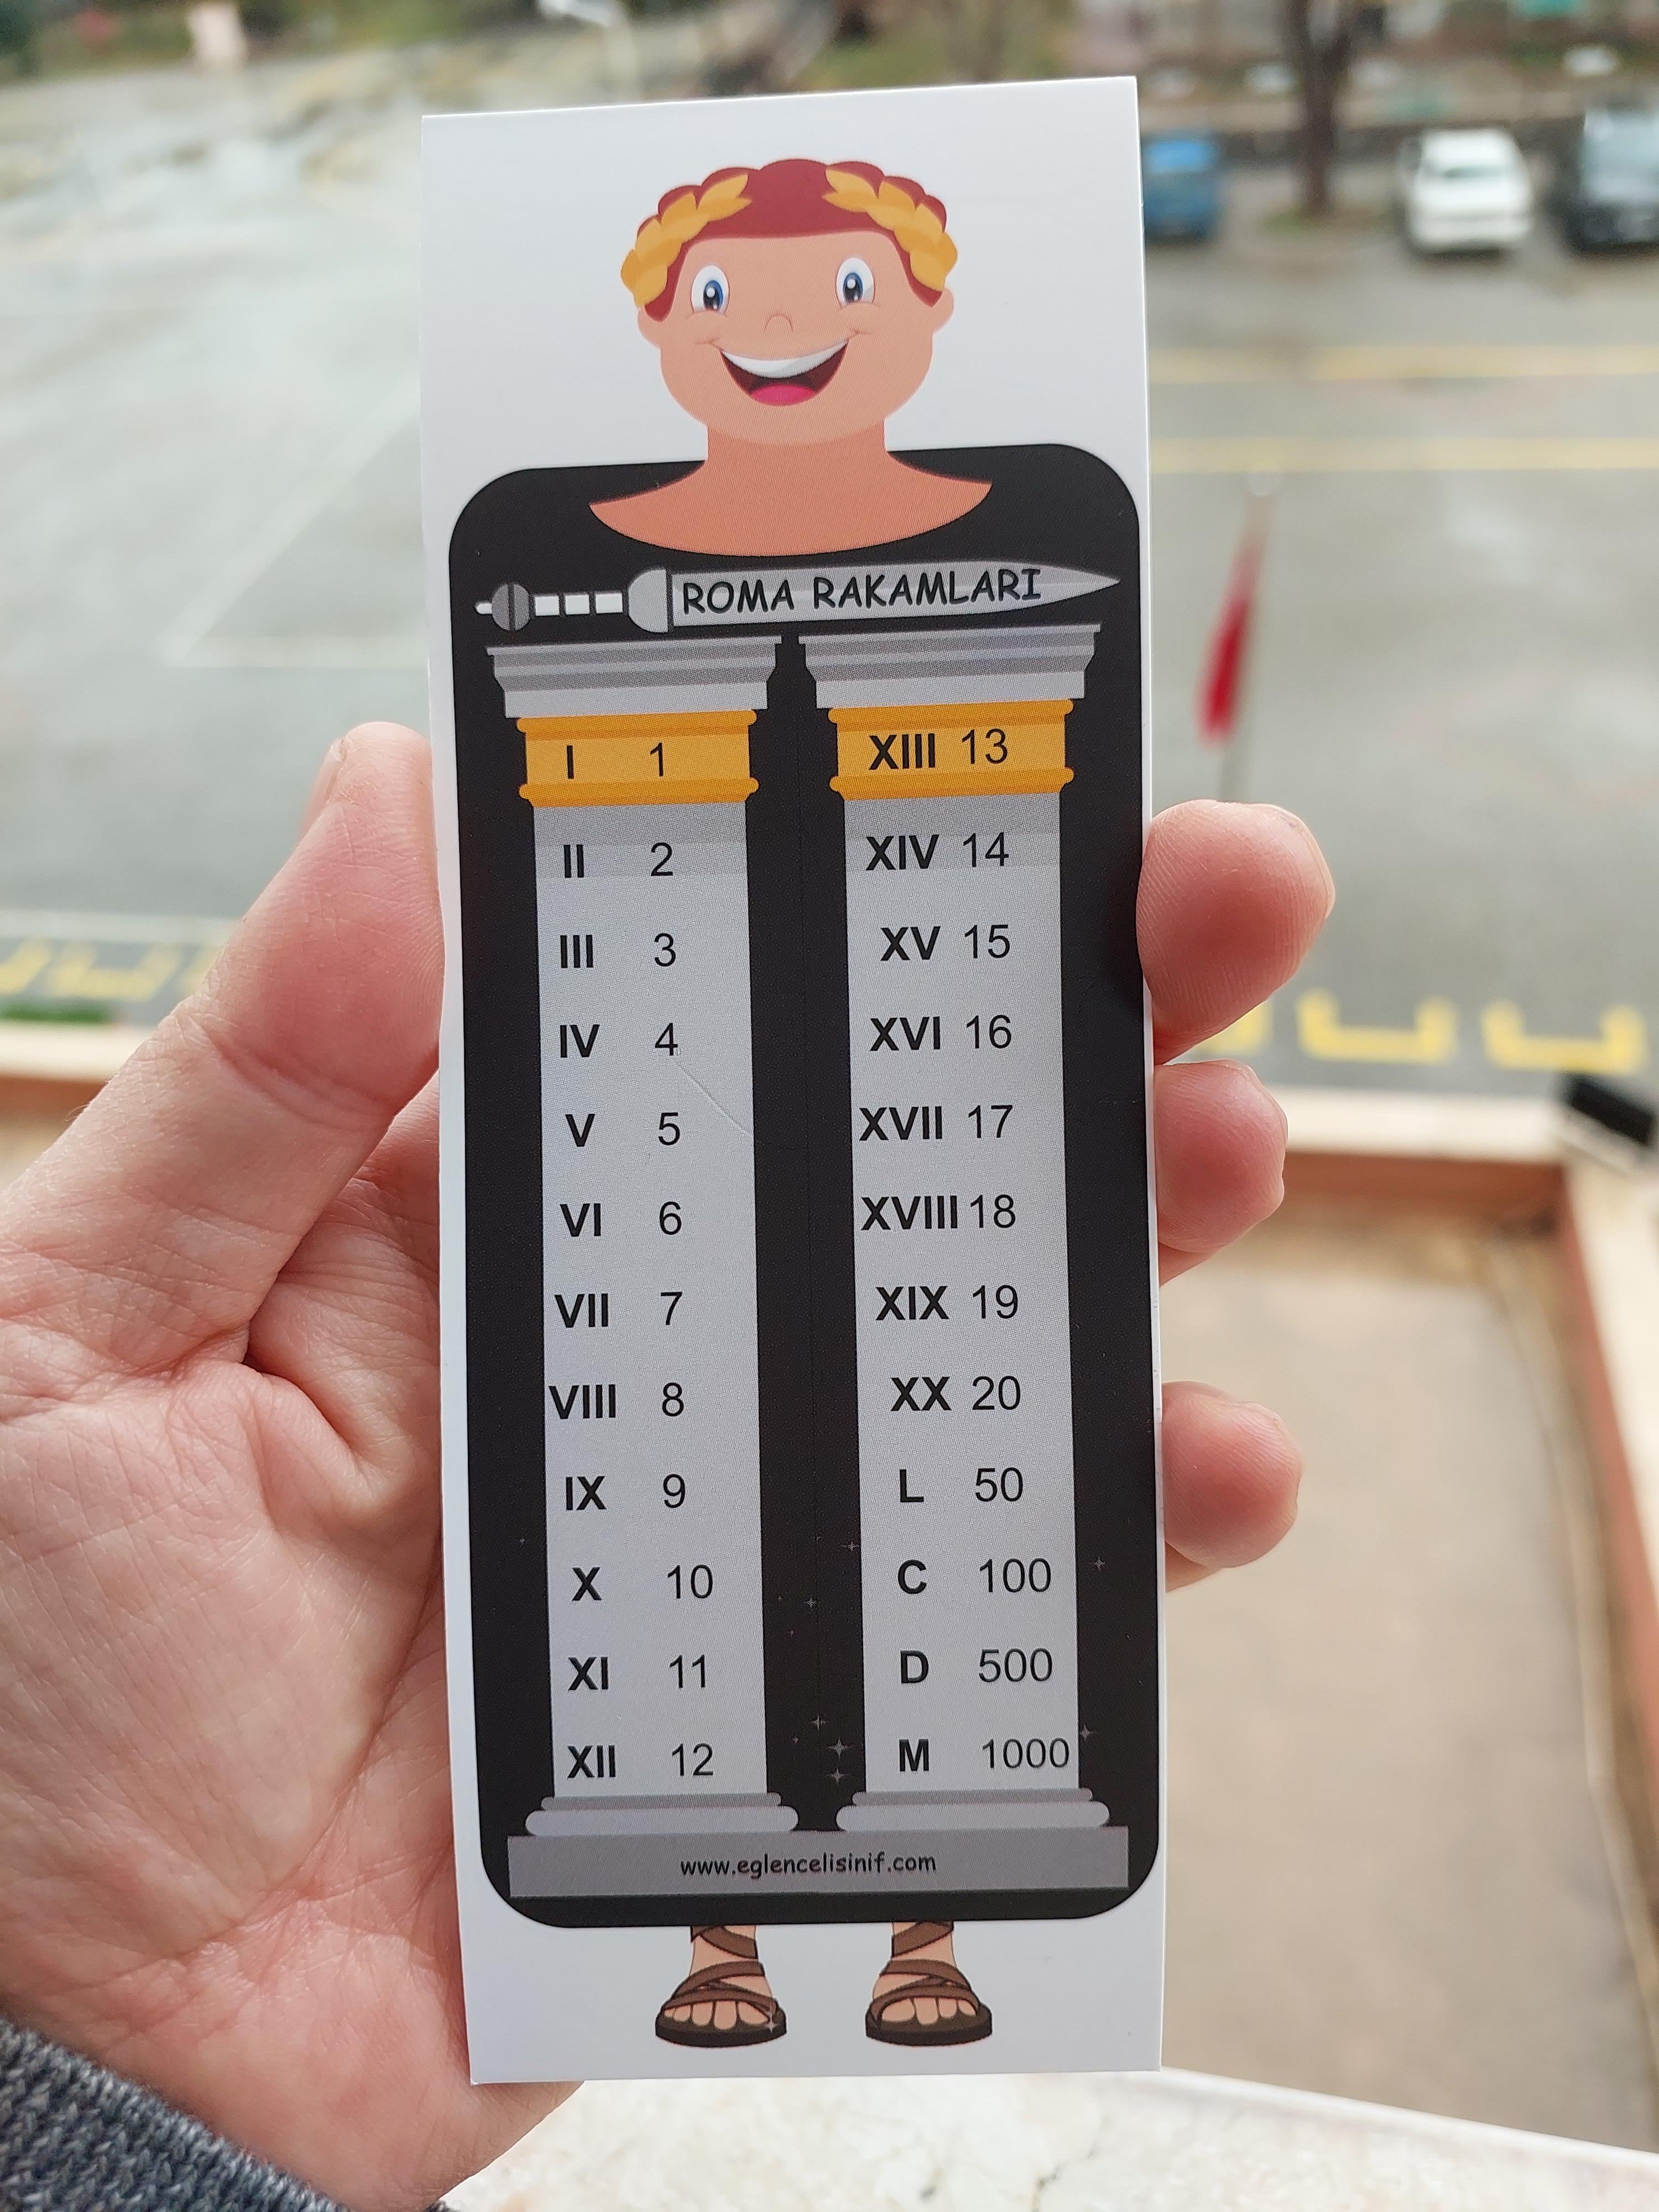 ROMA RAKAMLARI
I 1
II 2
III 3
IV 4
V 5
VI 6
VII 7
VIII 8
IX 9
X 10
XI 11
XII 12
XIII 13
XIV 14
XV 15
XVI 16
XVII 17
XVIII 18
XIX 19
XX 20
L 50
C 100
D 500
M 1000
www.eglencelisinif.com